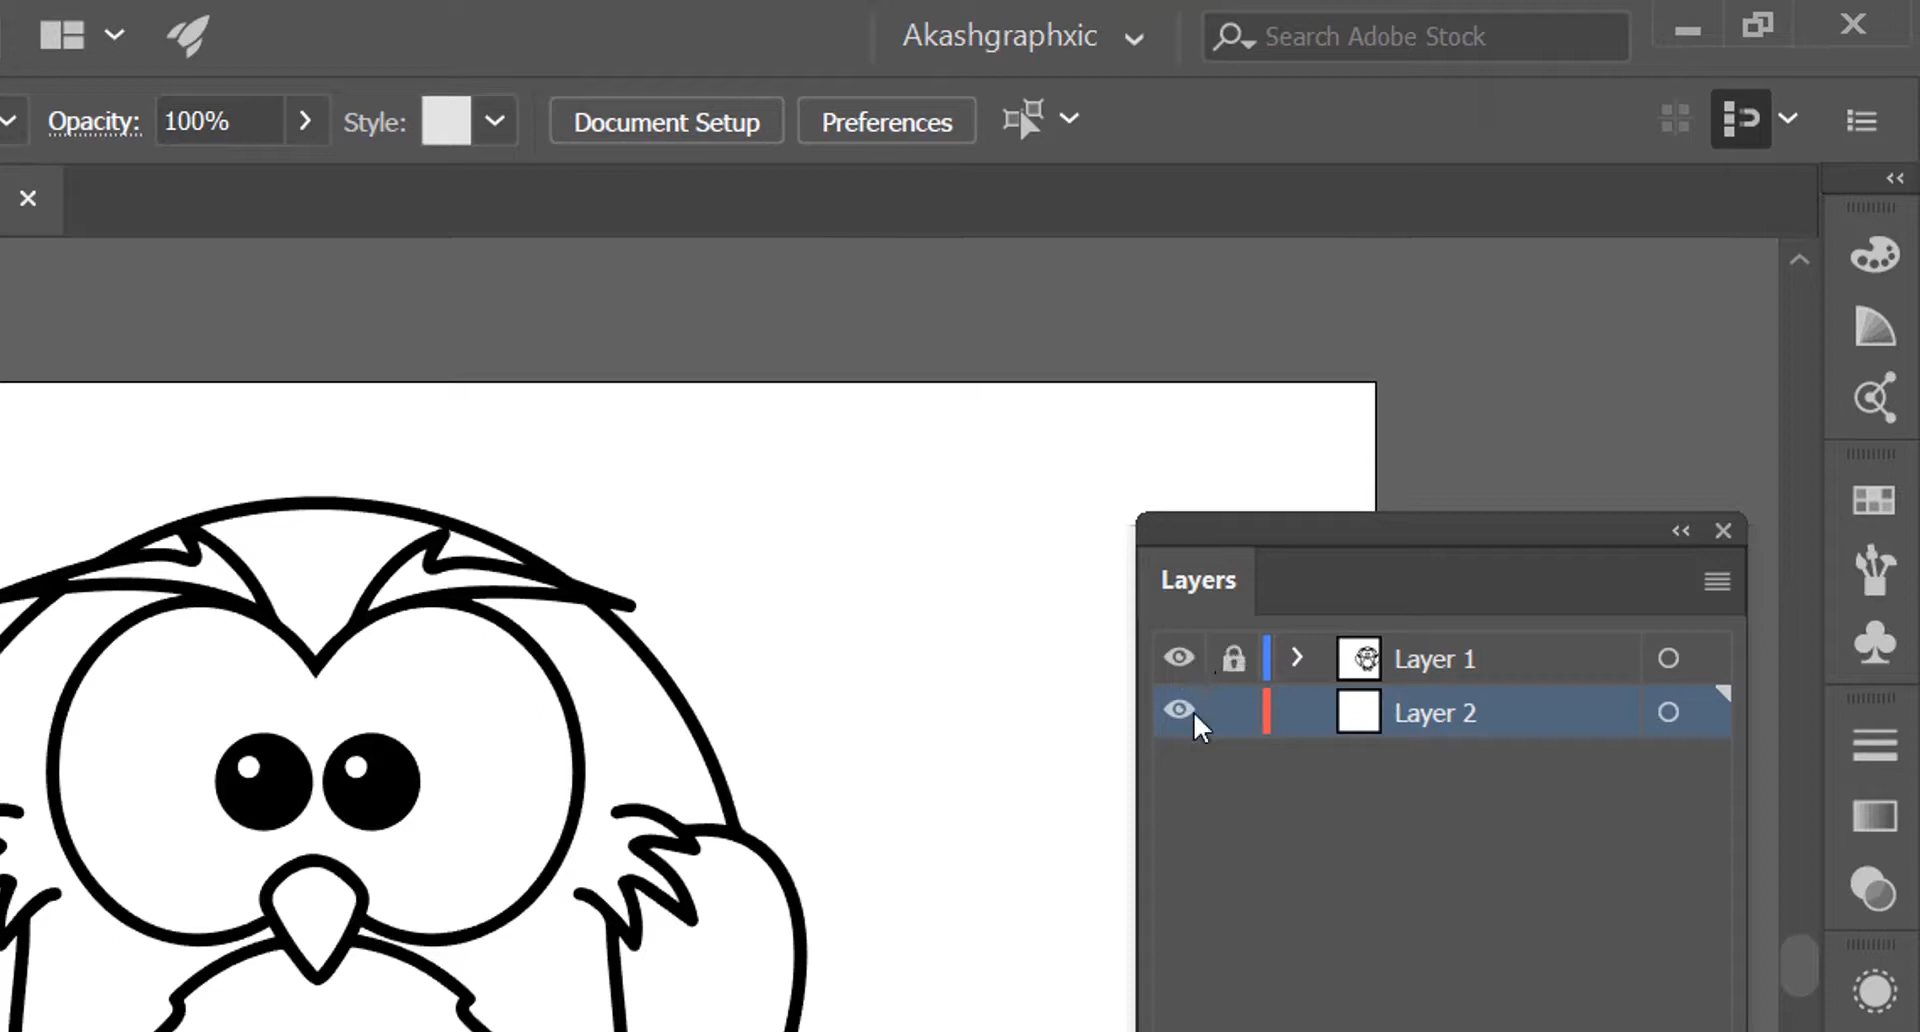 Akashgraphxic
Search Adobe Stock
Opacity: 100% Style: Document Setup Preferences
Layers
Layer 1
Layer 2